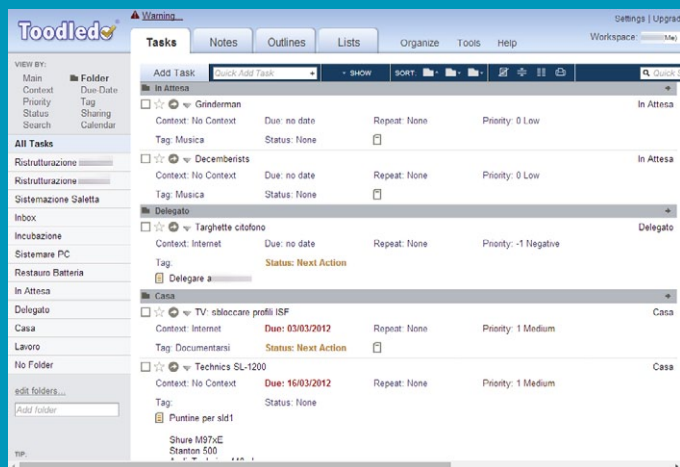 Warning...
Settings | Upgrad
Toodledo
Tasks Notes Outlines Lists Organize Tools Help Workspace: Me)
VIEW BY:
Main Folder
Context Due-Date
Priority Tag
Status Sharing
Search Calendar
All Tasks
Ristrutturazione
Ristrutturazione
Sistemazione Saletta
Inbox
Incubazione
Sistemare PC
Restauro Batteria
In Attesa
Delegato
Casa
Lavoro
No Folder
edit folders...
Add folder
TIP:
Add Task Quick Add Task + SHOW SORT: Quick S
In Attesa +
Grinderman In Attesa
Context: No Context Due: no date Repeat: None Priority: 0 Low
Tag: Musica Status: None
Decemberists In Attesa
Context: No Context Due: no date Repeat: None Priority: 0 Low
Tag: Musica Status: None
Delegato +
Targhette citofono Delegato
Context: Internet Due: no date Repeat: None Priority: -1 Negative
Tag: Status: Next Action
Delegare a
Casa +
TV: sbloccare profili ISF Casa
Context: Internet Due: 03/03/2012 Repeat: None Priority: 1 Medium
Tag: Documentarsi Status: Next Action
Technics SL-1200 Casa
Context: No Context Due: 16/03/2012 Repeat: None Priority: 1 Medium
Tag: Status: None
Puntine per sld1
Shure M97xE
Stanton 500